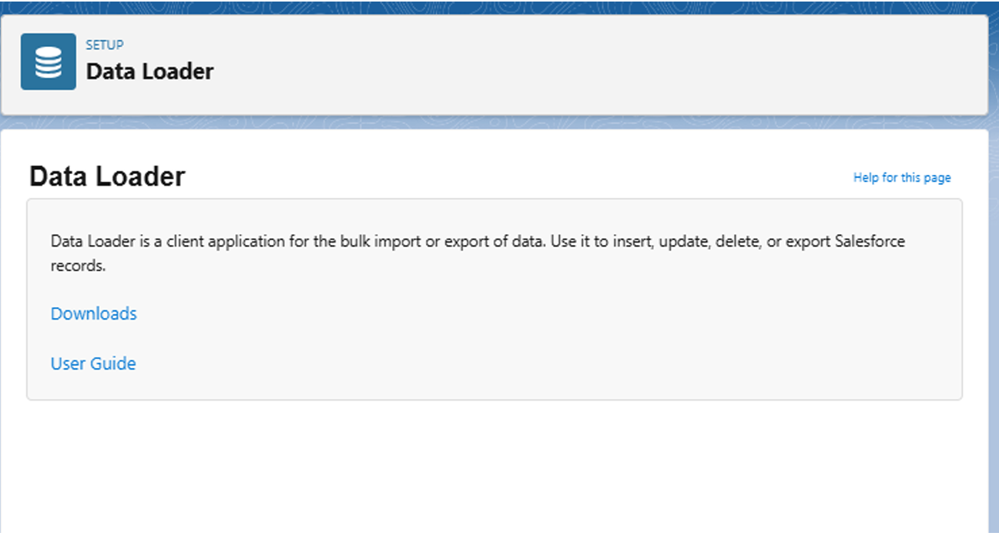 SETUP
Data Loader
Data Loader
Help for this page
Data Loader is a client application for the bulk import or export of data. Use it to insert, update, delete, or export Salesforce
records.
Downloads
User Guide